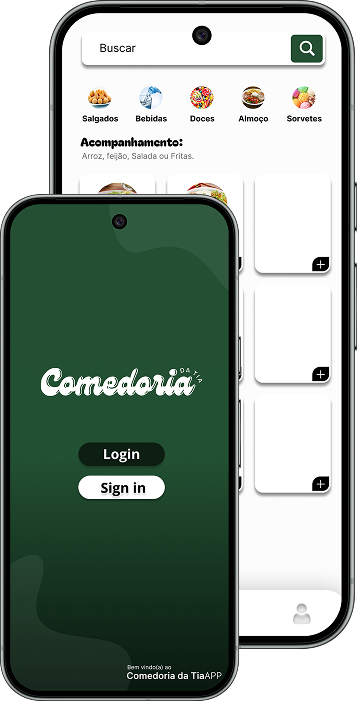 Buscar
Salgados Bebidas Doces Almoço Sorvetes
Acompanhamento:
Arroz, feijão, Salada ou Fritas.
Comedoria DA TIA
Login
Sign in
Bem vindo(a) ao
Comedoria da TiaAPP